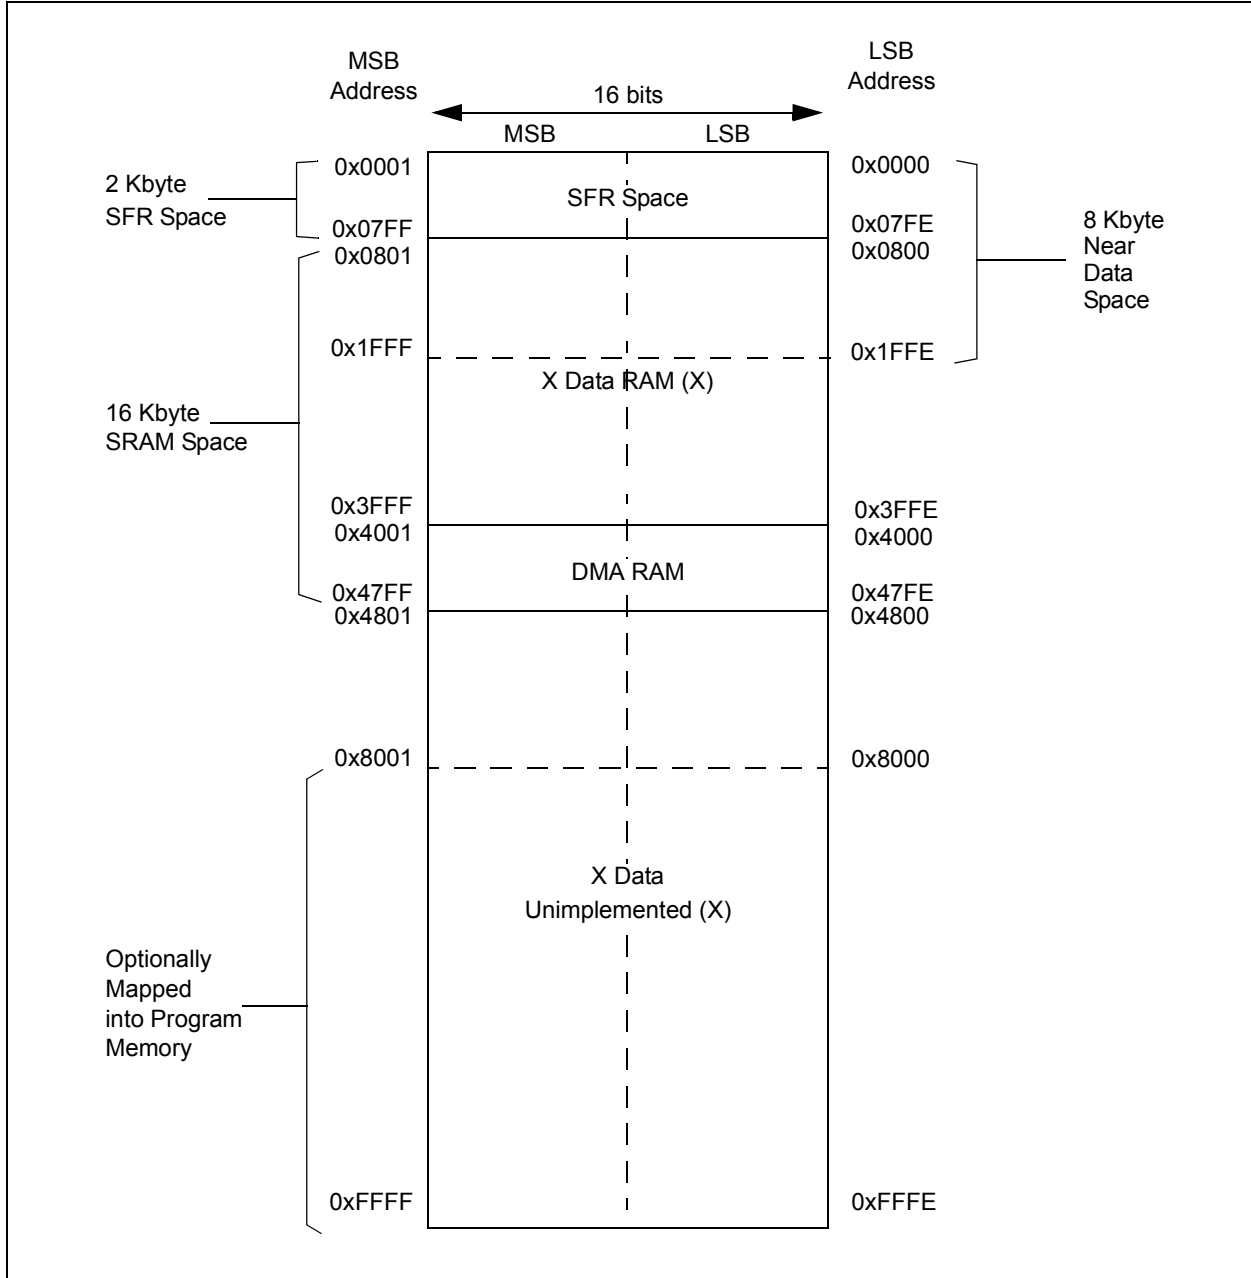 MSB
Address
LSB
Address
16 bits
MSB
LSB
0x0001
0x0000
2 Kbyte
SFR Space
SFR Space
0x07FF
0x07FE
0x0801
0x0800
8 Kbyte
Near
Data
Space
0x1FFF
0x1FFE
X Data RAM (X)
16 Kbyte
SRAM Space
0x3FFF
0x3FFE
0x4001
0x4000
DMA RAM
0x47FF
0x47FE
0x4801
0x4800
0x8001
0x8000
X Data
Unimplemented (X)
Optionally
Mapped
into Program
Memory
0xFFFF
0xFFFE